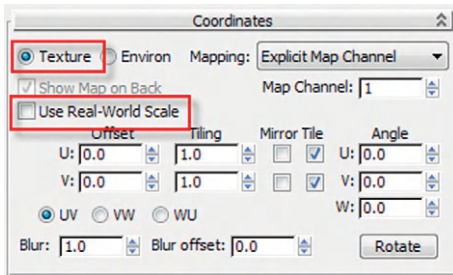 Coordinates
Texture Environ Mapping: Explicit Map Channel
Show Map on Back Map Channel: 1
Use Real-World Scale
Offset Tiling Mirror Tile Angle
U: 0.0 1.0 U: 0.0
V: 0.0 1.0 V: 0.0
W: 0.0
UV VW WU
Blur: 1.0 Blur offset: 0.0 Rotate